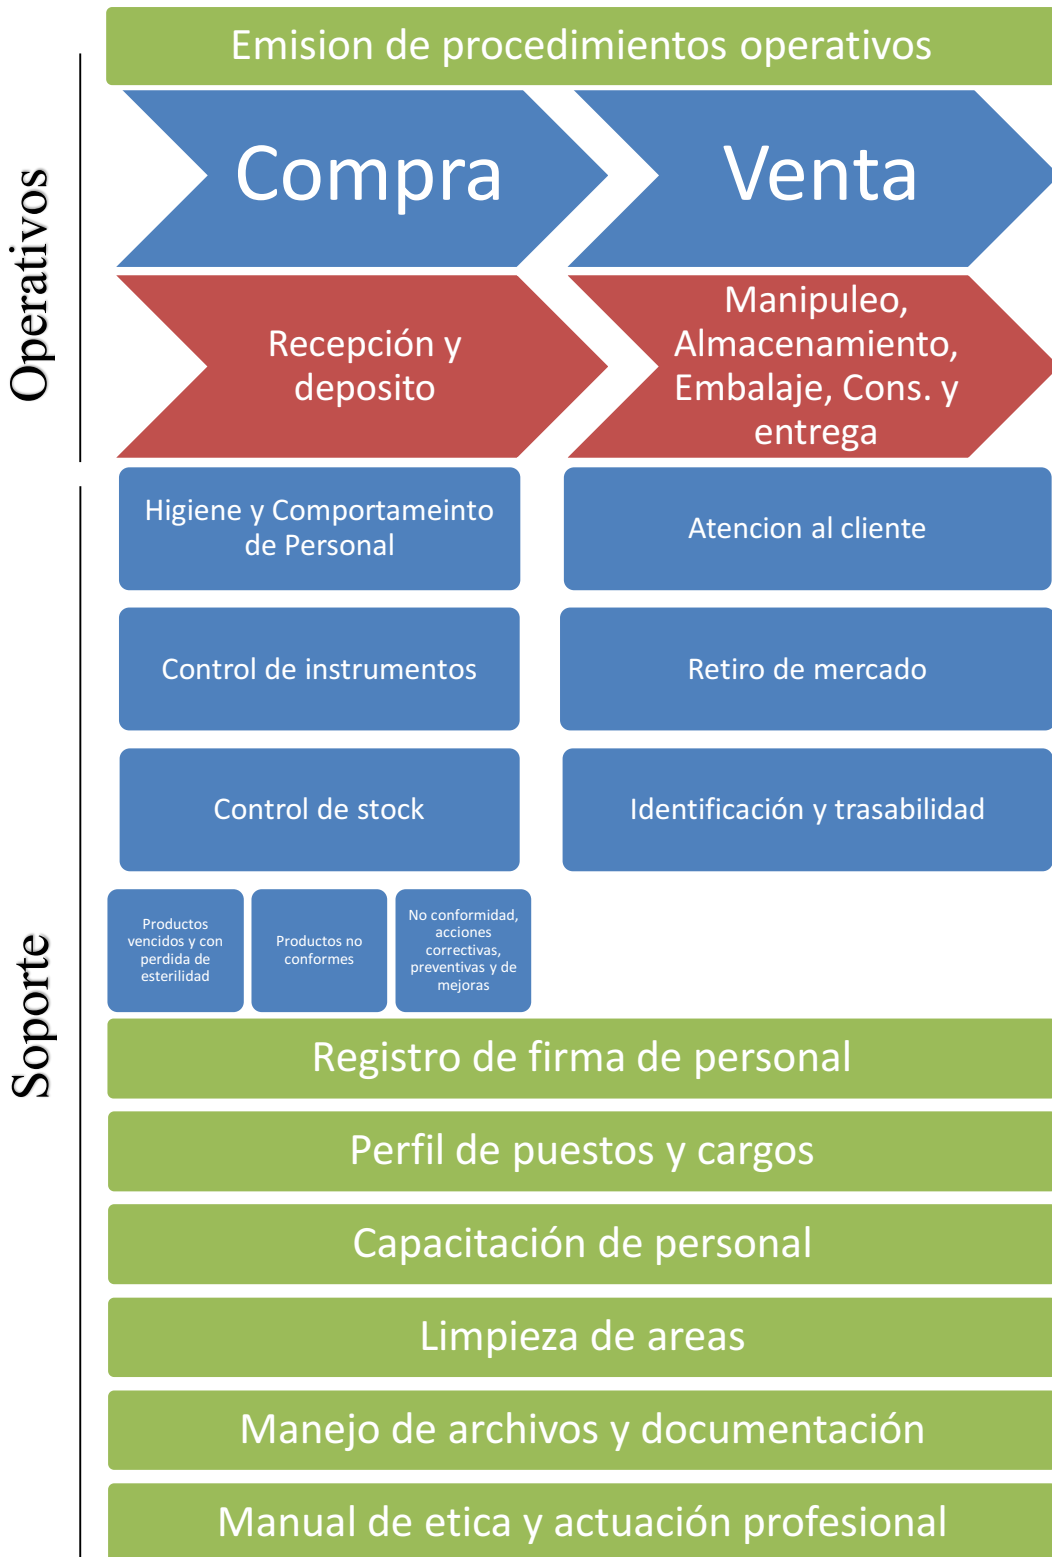 Emision de procedimientos operativos
Operativos
Compra
Venta
Recepción y
deposito
Manipuleo,
Almacenamiento,
Embalaje, Cons. y
entrega
Soporte
Higiene y Comportameinto
de Personal
Atencion al cliente
Control de instrumentos
Retiro de mercado
Control de stock
Identificación y trasabilidad
Productos
vencidos y con
perdida de
esterilidad
Productos no
conformes
No conformidad,
acciones
correctivas,
preventivas y de
mejoras
Registro de firma de personal
Perfil de puestos y cargos
Capacitación de personal
Limpieza de areas
Manejo de archivos y documentación
Manual de etica y actuación profesional